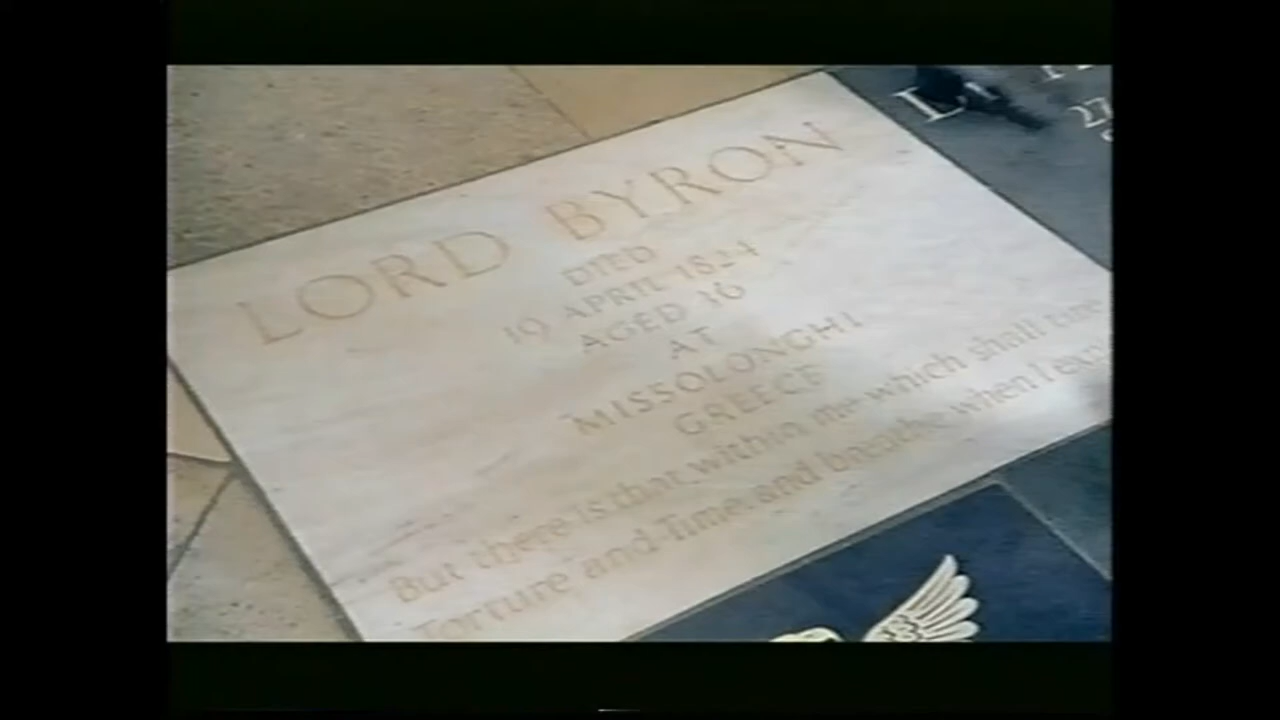 LORD BYRON
DIED
19 APRIL 1824
AGED 36
AT
MISSOLONGHI
GREECE
But there is that within me which shall tire
Torture and Time and breathe when I
L
27